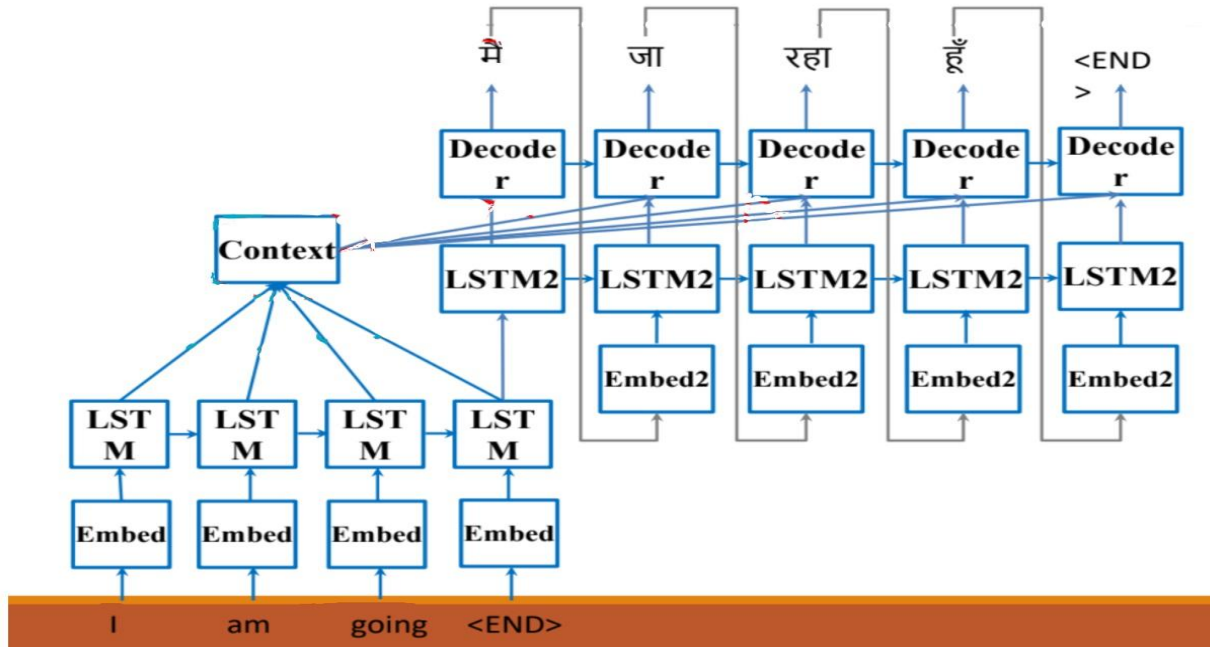 मैं जा रहा हूँ <END
>
Decode Decode Decode Decode Decode
r r r r r
Context
LSTM2 LSTM2 LSTM2 LSTM2 LSTM2
Embed2 Embed2 Embed2 Embed2
LST LST LST LST
M M M M
Embed Embed Embed Embed
I am going <END>